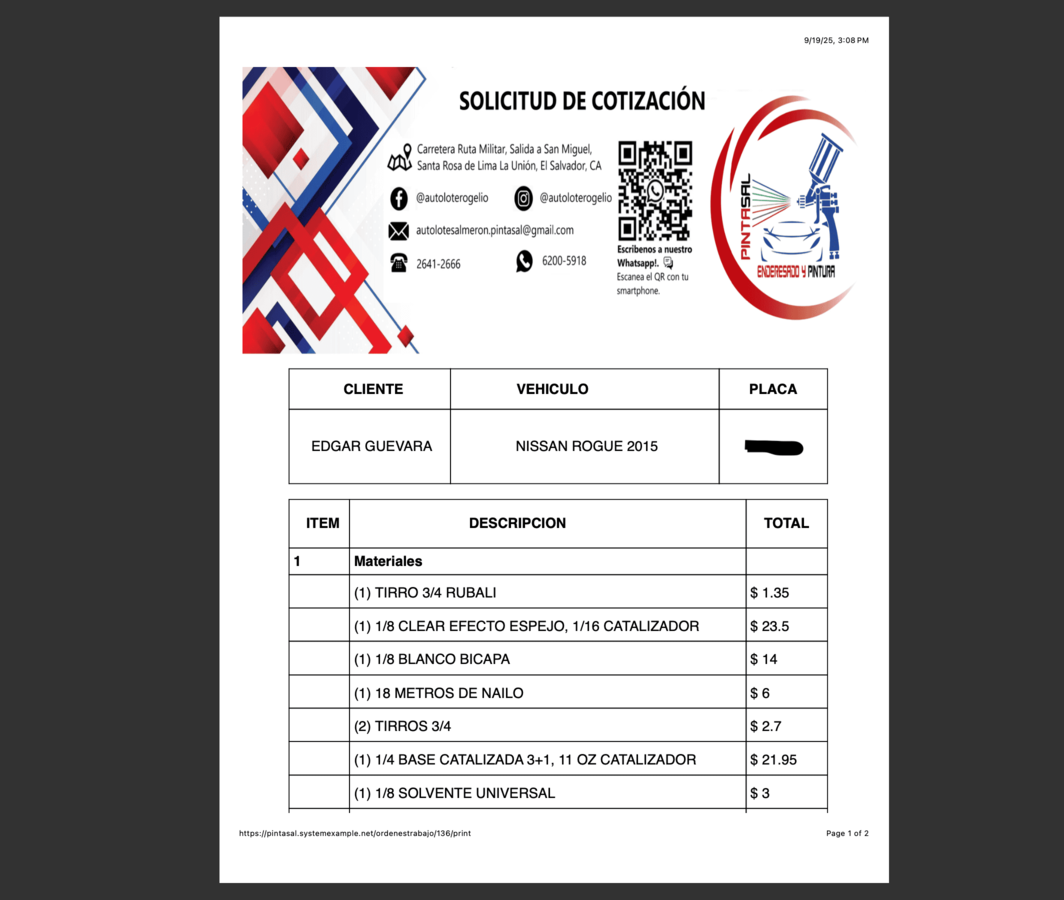 9/19/25, 3:08 PM
SOLICITUD DE COTIZACIÓN
Carretera Ruta Militar, Salida a San Miguel,
Santa Rosa de Lima La Unión, El Salvador, CA
@autoloterogelio @autoloterogelio
autolotesalmeron.pintasal@gmail.com
2641-2666 6200-5918
Escribenos a nuestro
Whatsapp!.
Escanea el QR con tu
smartphone.
PINTASAL
ENDERESADO Y PINTURA
CLIENTE VEHICULO PLACA
EDGAR GUEVARA NISSAN ROGUE 2015
ITEM DESCRIPCION TOTAL
1 Materiales
(1) TIRRO 3/4 RUBALI $ 1.35
(1) 1/8 CLEAR EFECTO ESPEJO, 1/16 CATALIZADOR $ 23.5
(1) 1/8 BLANCO BICAPA $ 14
(1) 18 METROS DE NAILO $ 6
(2) TIRROS 3/4 $ 2.7
(1) 1/4 BASE CATALIZADA 3+1, 11 OZ CATALIZADOR $ 21.95
(1) 1/8 SOLVENTE UNIVERSAL $ 3
https://pintasal.systemexample.net/ordenestrabajo/136/print Page 1 of 2